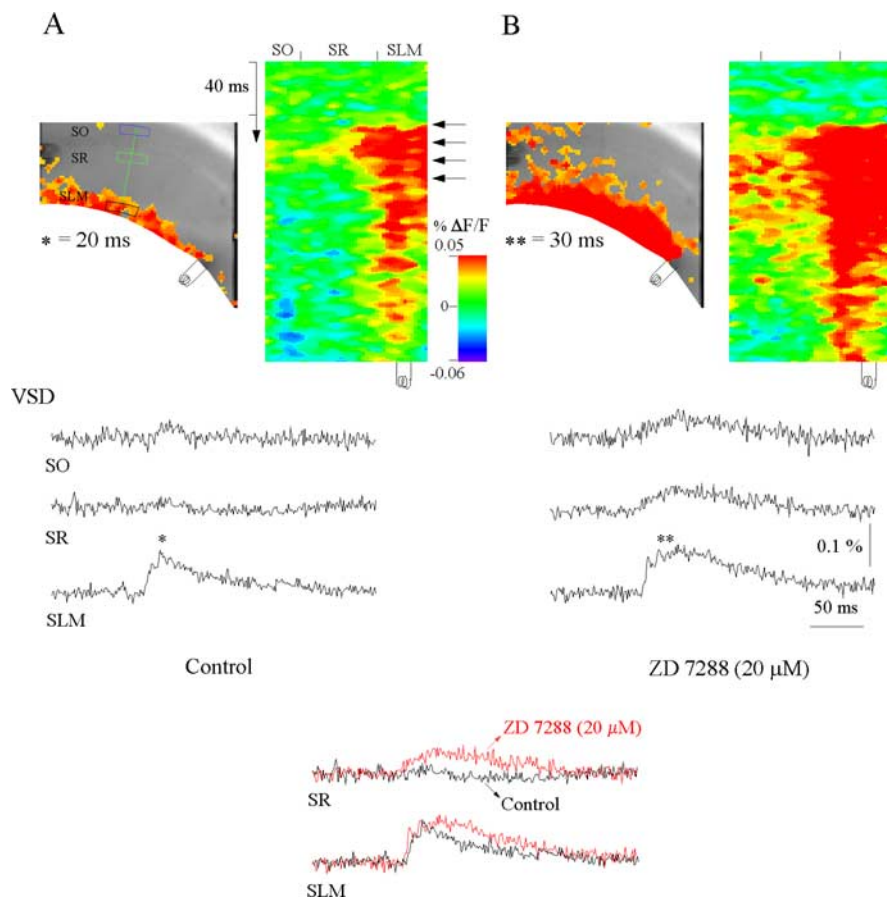 A
B
SO SR SLM
40 ms
SO
SR
SLM
* = 20 ms
** = 30 ms
% ΔF/F
0.05
0
-0.06
VSD
SO
SR
*
**
0.1 %
SLM
50 ms
Control
ZD 7288 (20 μM)
ZD 7288 (20 μM)
SR
Control
SLM